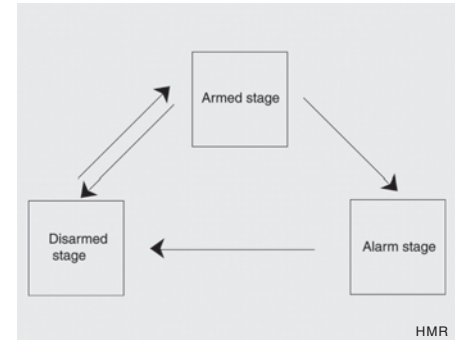 Armed stage
Disarmed
stage
Alarm stage
HMR